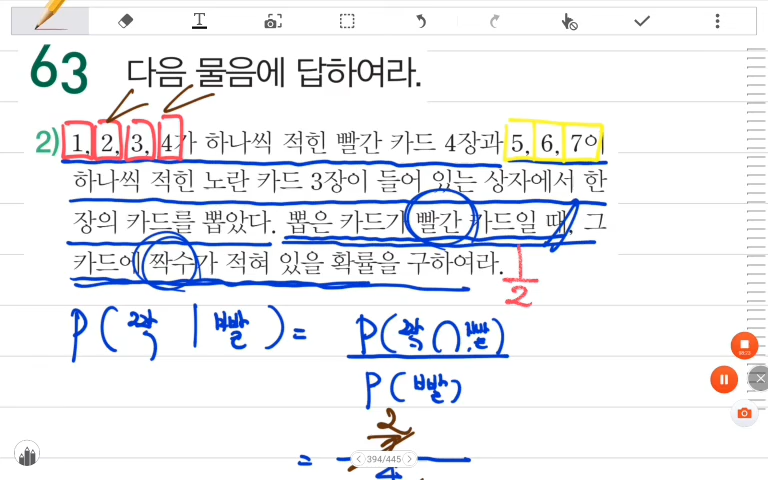 T
63 다음 물음에 답하여라.
2) 1, 2, 3, 4가 하나씩 적힌 빨간 카드 4장과 5, 6, 7이
하나씩 적힌 노란 카드 3장이 들어 있는 상자에서 한
장의 카드를 뽑았다. 뽑은 카드가 빨간 카드일 때, 그
카드에 짝수가 적혀 있을 확률을 구하여라. 1/2
P(짝 | 빨) = P(짝∩빨)
P(빨)
2
= 4
394/445